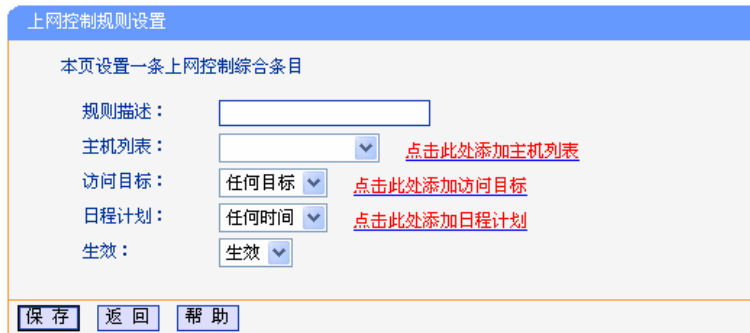 上网控制规则设置
本页设置一条上网控制综合条目
规则描述：
主机列表： 点击此处添加主机列表
访问目标： 任何目标 点击此处添加访问目标
日程计划： 任何时间 点击此处添加日程计划
生效： 生效
保 存 返 回 帮 助